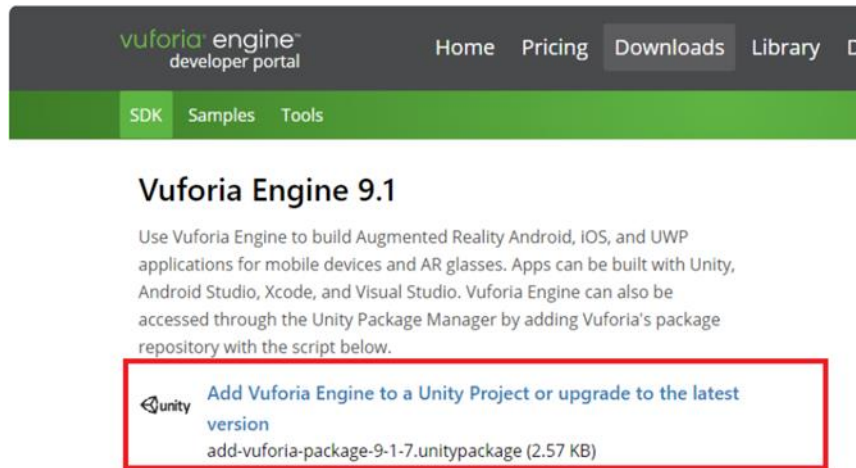 vuforia engine™
developer portal
Home Pricing Downloads Library D
SDK Samples Tools
Vuforia Engine 9.1
Use Vuforia Engine to build Augmented Reality Android, iOS, and UWP
applications for mobile devices and AR glasses. Apps can be built with Unity,
Android Studio, Xcode, and Visual Studio. Vuforia Engine can also be
accessed through the Unity Package Manager by adding Vuforia's package
repository with the script below.
unity Add Vuforia Engine to a Unity Project or upgrade to the latest
version
add-vuforia-package-9-1-7.unitypackage (2.57 KB)